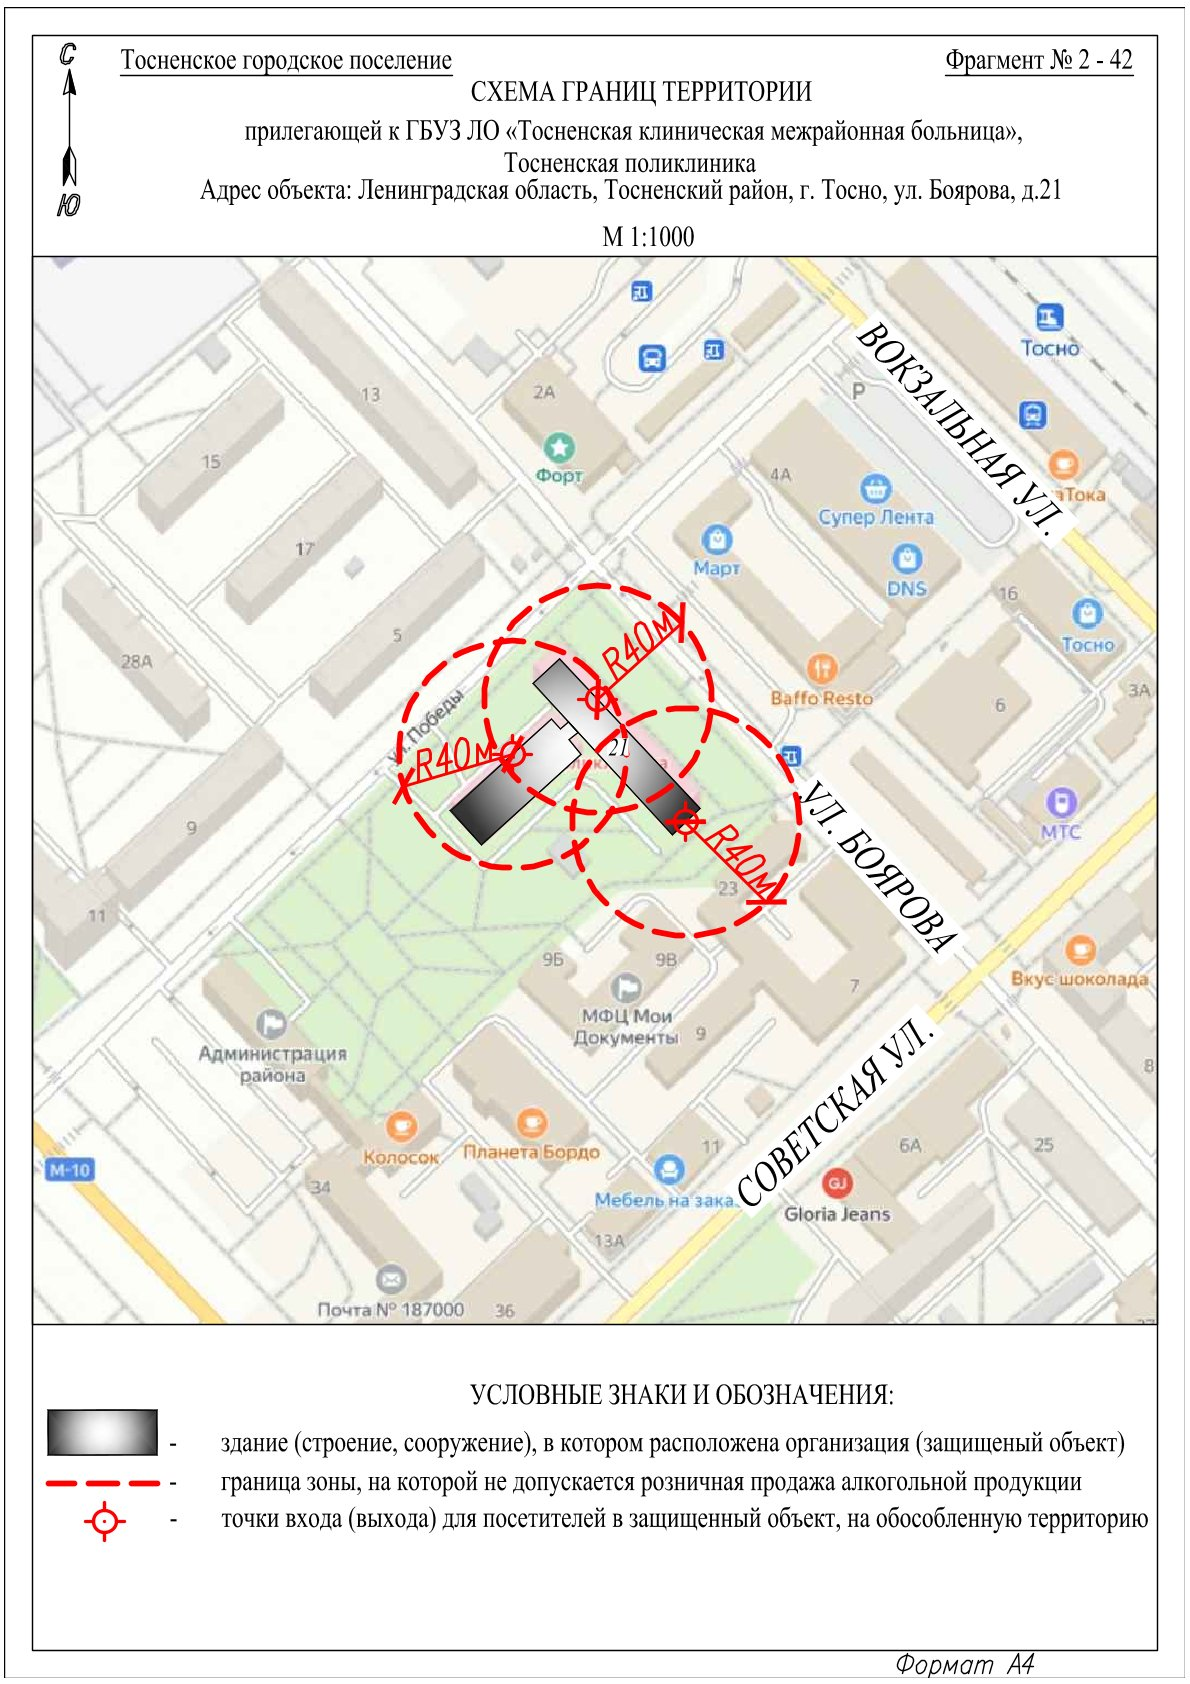 С
Ю
Тосненское городское поселение
Фрагмент № 2 - 42
СХЕМА ГРАНИЦ ТЕРРИТОРИИ
прилегающей к ГБУЗ ЛО «Тосненская клиническая межрайонная больница»,
Тосненская поликлиника
Адрес объекта: Ленинградская область, Тосненский район, г. Тосно, ул. Боярова, д.21
М 1:1000
Тосно
ВОКЗАЛЬНАЯ УЛ.
13
2А
P
15
Форт
4А
Супер Лента
17
Март
DNS
16
Тосно
28А
5
R40м
Baffo Resto
3А
6
ул. Победы
R40м
21
9
УЛ. БОЯРОВА
МТС
R40м
23
11
9Б
9В
7
Вкус шоколада
МФЦ Мои
Документы
9
Администрация
района
СОВЕТСКАЯ УЛ.
8
Колосок
Планета Бордо
11
6А
25
М-10
34
Мебель на зака
GJ
Gloria Jeans
13А
Почта № 187000
36
УСЛОВНЫЕ ЗНАКИ И ОБОЗНАЧЕНИЯ:
- здание (строение, сооружение), в котором расположена организация (защищеный объект)
- граница зоны, на которой не допускается розничная продажа алкогольной продукции
- точки входа (выхода) для посетителей в защищенный объект, на обособленную территорию
Формат А4